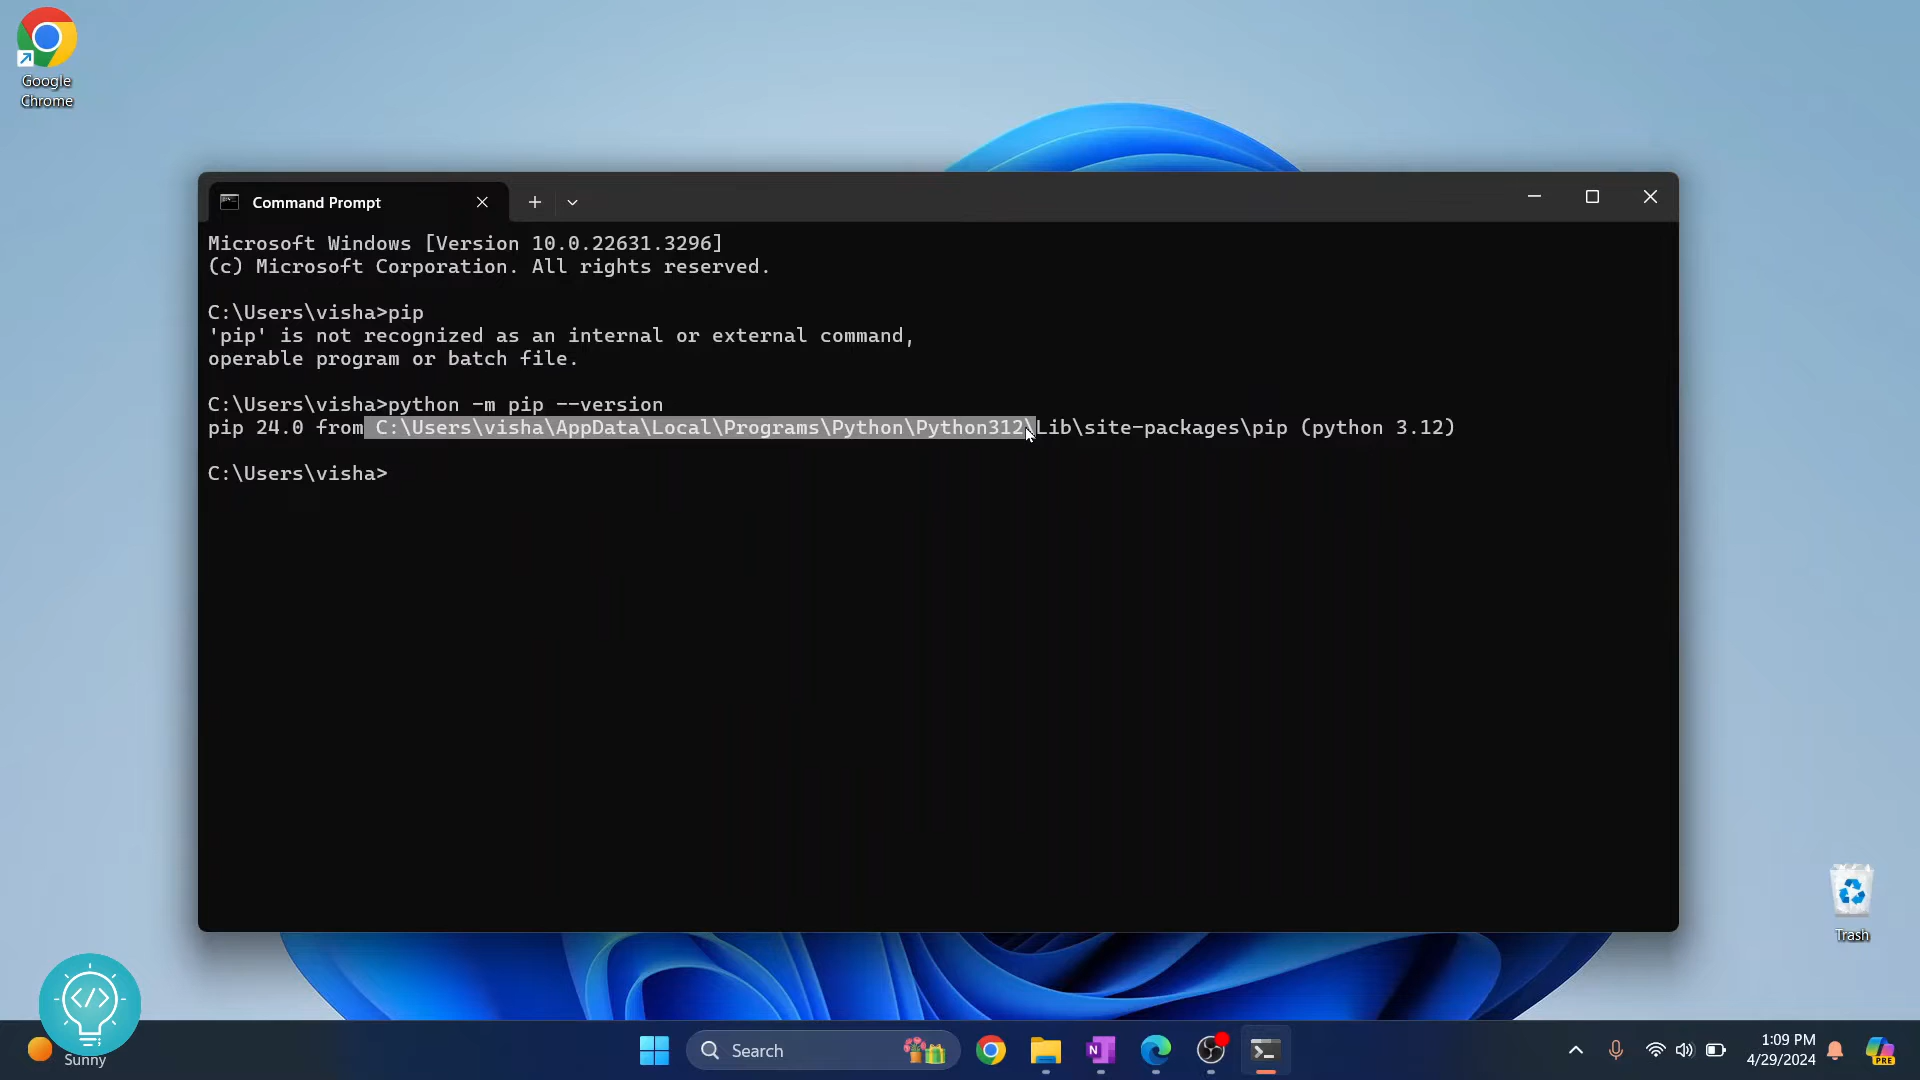 Google
Chrome
Command Prompt
Microsoft Windows [Version 10.0.22631.3296]
(c) Microsoft Corporation. All rights reserved.
C:\Users\visha>pip
'pip' is not recognized as an internal or external command,
operable program or batch file.
C:\Users\visha>python -m pip --version
pip 24.0 from C:\Users\visha\AppData\Local\Programs\Python\Python312\Lib\site-packages\pip (python 3.12)
C:\Users\visha>
Trash
</>
Sunny
Search
N
1:09 PM
4/29/2024
PRE